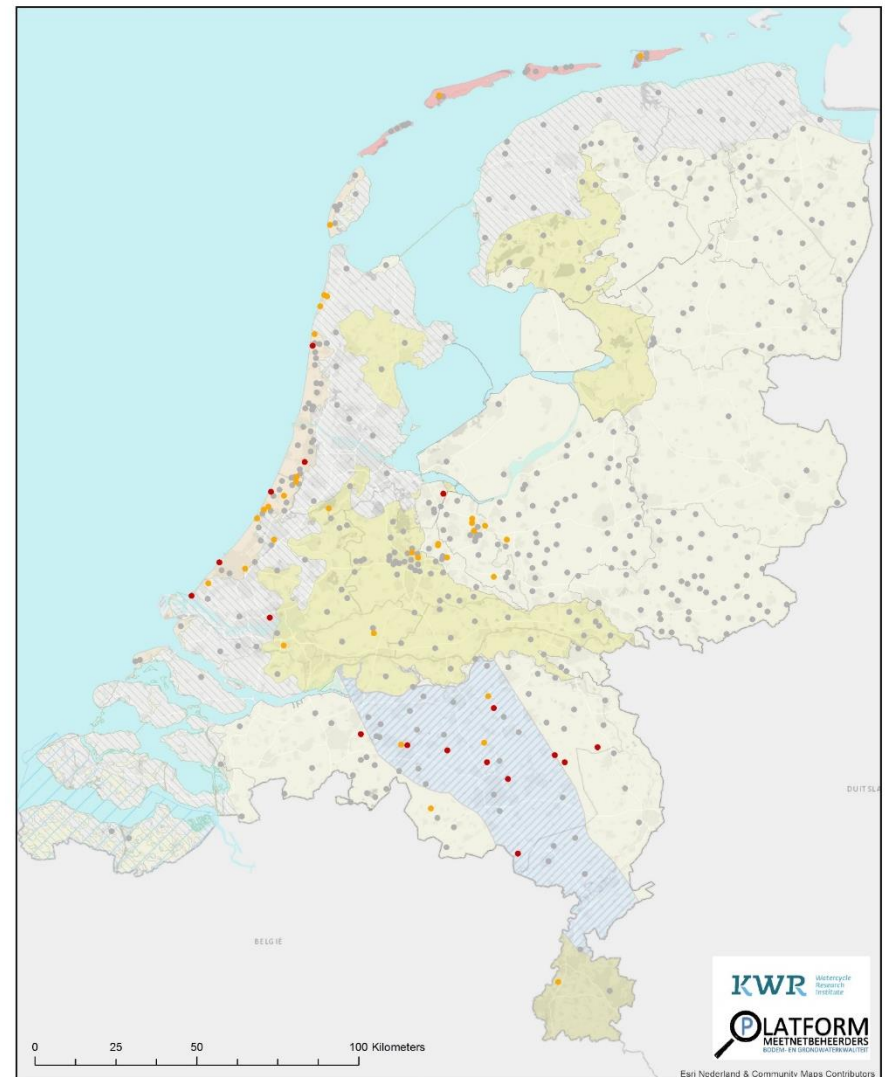 DUITSLA
BELGIË
KWR Watercycle Research Institute
PLATFORM
MEETNETBEHEERDERS
BODEM- EN GRONDWATERKWALITEIT
0 25 50 100 Kilometers
Esri Nederland & Community Maps Contributors